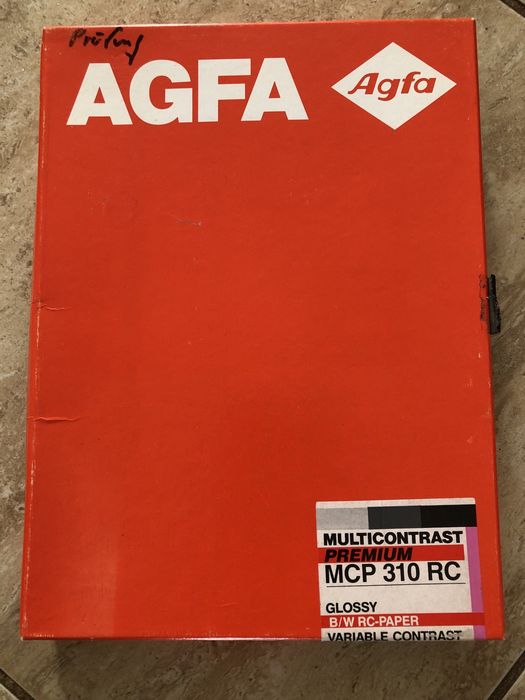 Prüfung
AGFA
Agfa
MULTICONTRAST
PREMIUM
MCP 310 RC
GLOSSY
B/W RC-PAPER
VARIABLE CONTRAST